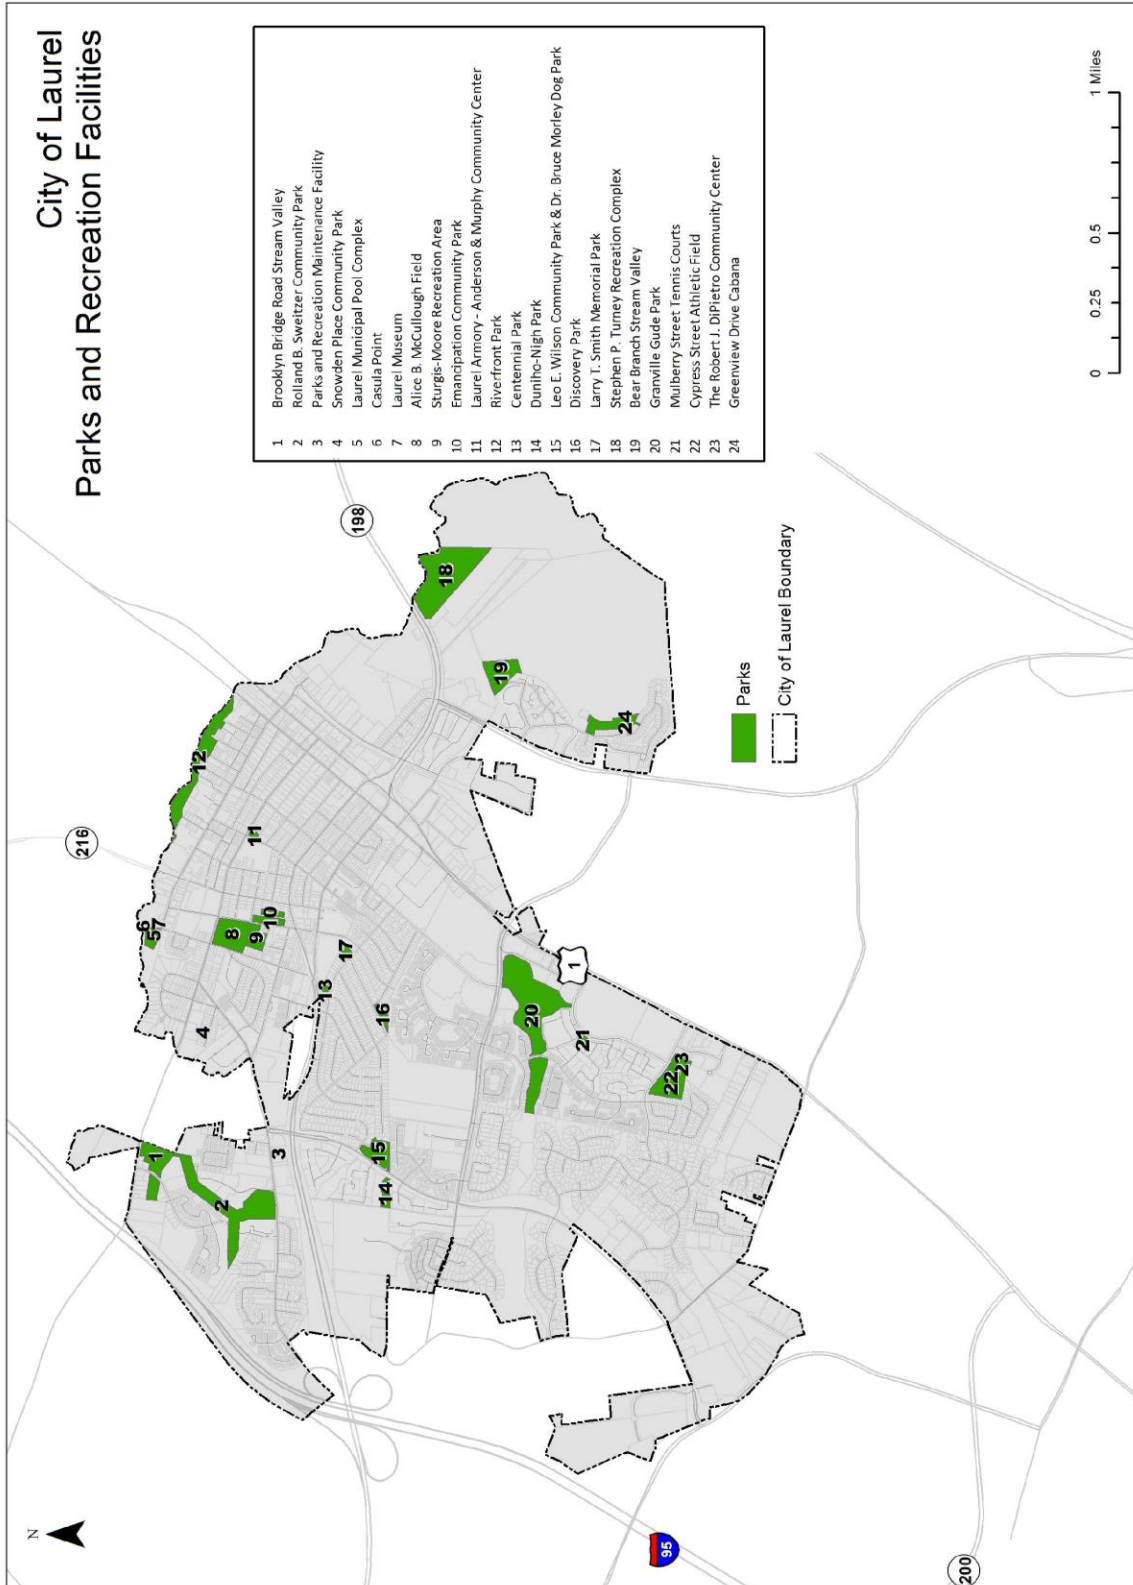 City of Laurel
Parks and Recreation Facilities
1 Brooklyn Bridge Road Stream Valley
2 Rolland B. Sweitzer Community Park
3 Parks and Recreation Maintenance Facility
4 Snowden Place Community Park
5 Laurel Municipal Pool Complex
6 Casula Point
7 Laurel Museum
8 Alice B. McCullough Field
9 Sturgis-Moore Recreation Area
10 Emancipation Community Park
11 Laurel Armory - Anderson & Murphy Community Center
12 Riverfront Park
13 Centennial Park
14 Duniho-Nigh Park
15 Leo E. Wilson Community Park & Dr. Bruce Morley Dog Park
16 Discovery Park
17 Larry T. Smith Memorial Park
18 Stephen P. Turney Recreation Complex
19 Bear Branch Stream Valley
20 Granville Gude Park
21 Mulberry Street Tennis Courts
22 Cypress Street Athletic Field
23 The Robert J. DiPietro Community Center
24 Greenview Drive Cabana
N
216
198
1
95
200
1
2
3
4
5
6
7
8
9
10
11
12
13
14
15
16
17
18
19
20
21
22
23
24
Parks
City of Laurel Boundary
0 0.25 0.5 1 Miles